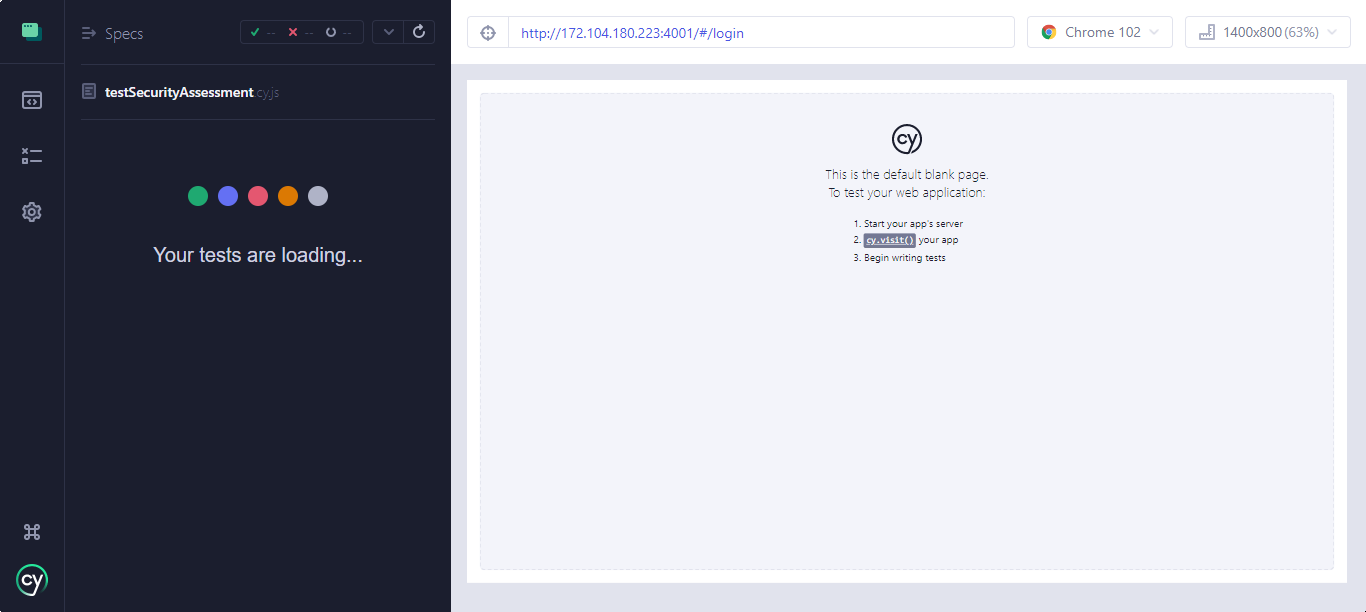 Specs
-- -- --
testSecurityAssessment.cy.js
Your tests are loading...
cy
http://172.104.180.223:4001/#/login
Chrome 102
1400x800 (63%)
cy
This is the default blank page.
To test your web application:
1. Start your app's server
2. cy.visit() your app
3. Begin writing tests